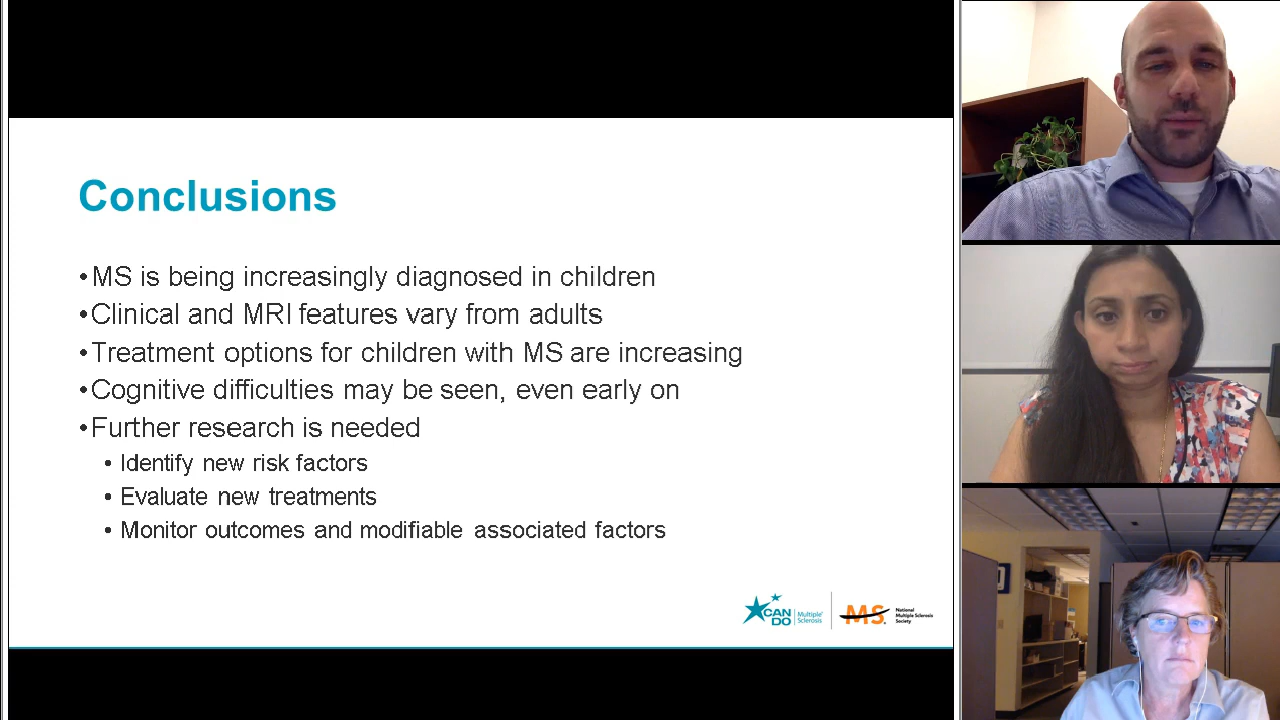 Conclusions
•MS is being increasingly diagnosed in children
•Clinical and MRI features vary from adults
•Treatment options for children with MS are increasing
•Cognitive difficulties may be seen, even early on
•Further research is needed
• Identify new risk factors
• Evaluate new treatments
• Monitor outcomes and modifiable associated factors
CAN
DO
Multiple
Sclerosis
MS
National
Multiple Sclerosis
Society